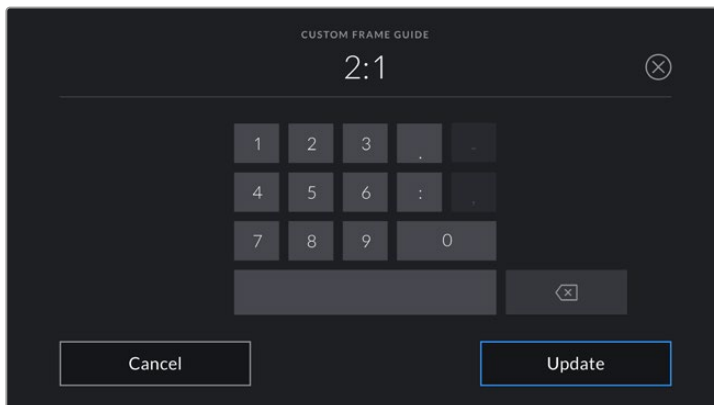 CUSTOM FRAME GUIDE
2:1
1 2 3 . -
4 5 6 : ,
7 8 9 0
Cancel Update